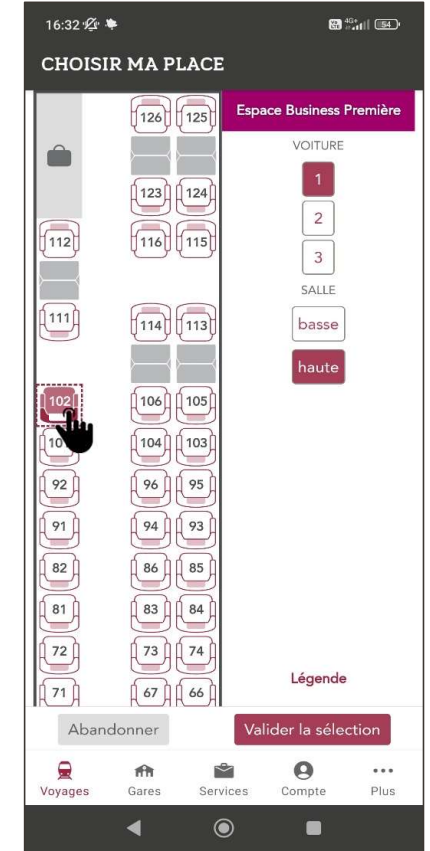 16:32
4G+
54
CHOISIR MA PLACE
126 125
123 124
112 116 115
111 114 113
102 106 105
104 103
92 96 95
91 94 93
82 86 85
81 83 84
72 73 74
71 67 66
Espace Business Première
VOITURE
1
2
3
SALLE
basse
haute
Légende
Abandonner Valider la sélection
Voyages Gares Services Compte Plus